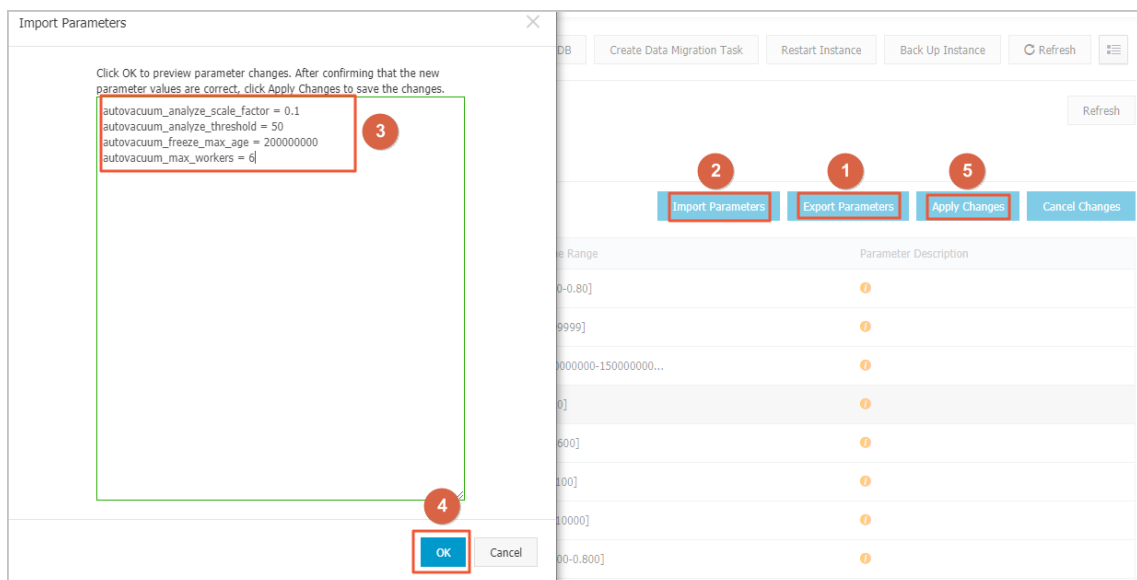 Import Parameters
Click OK to preview parameter changes. After confirming that the new
parameter values are correct, click Apply Changes to save the changes.
autovacuum_analyze_scale_factor = 0.1
autovacuum_analyze_threshold = 50
autovacuum_freeze_max_age = 200000000
autovacuum_max_workers = 6
3
4
OK Cancel
DB Create Data Migration Task Restart Instance Back Up Instance Refresh
Refresh
2 1 5
Import Parameters Export Parameters Apply Changes Cancel Changes
e Range Parameter Description
0-0.80]
9999]
0000000-150000000...
0]
600]
100]
10000]
00-0.800]